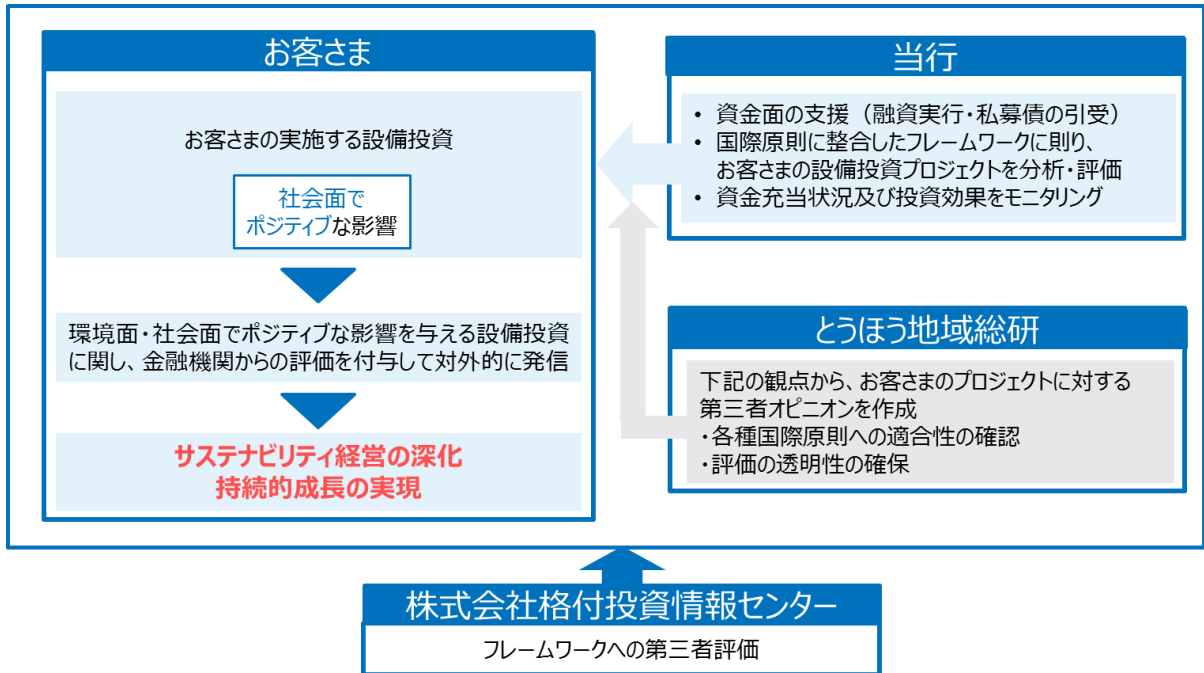 お客さま
お客さまの実施する設備投資
社会面で
ポジティブな影響
環境面・社会面でポジティブな影響を与える設備投資
に関し、金融機関からの評価を付与して対外的に発信
サステナビリティ経営の深化
持続的成長の実現
当行
• 資金面の支援（融資実行・私募債の引受）
• 国際原則に整合したフレームワークに則り、
お客さまの設備投資プロジェクトを分析・評価
• 資金充当状況及び投資効果をモニタリング
とうほう地域総研
下記の観点から、お客さまのプロジェクトに対する
第三者オピニオンを作成
・各種国際原則への適合性の確認
・評価の透明性の確保
株式会社格付投資情報センター
フレームワークへの第三者評価